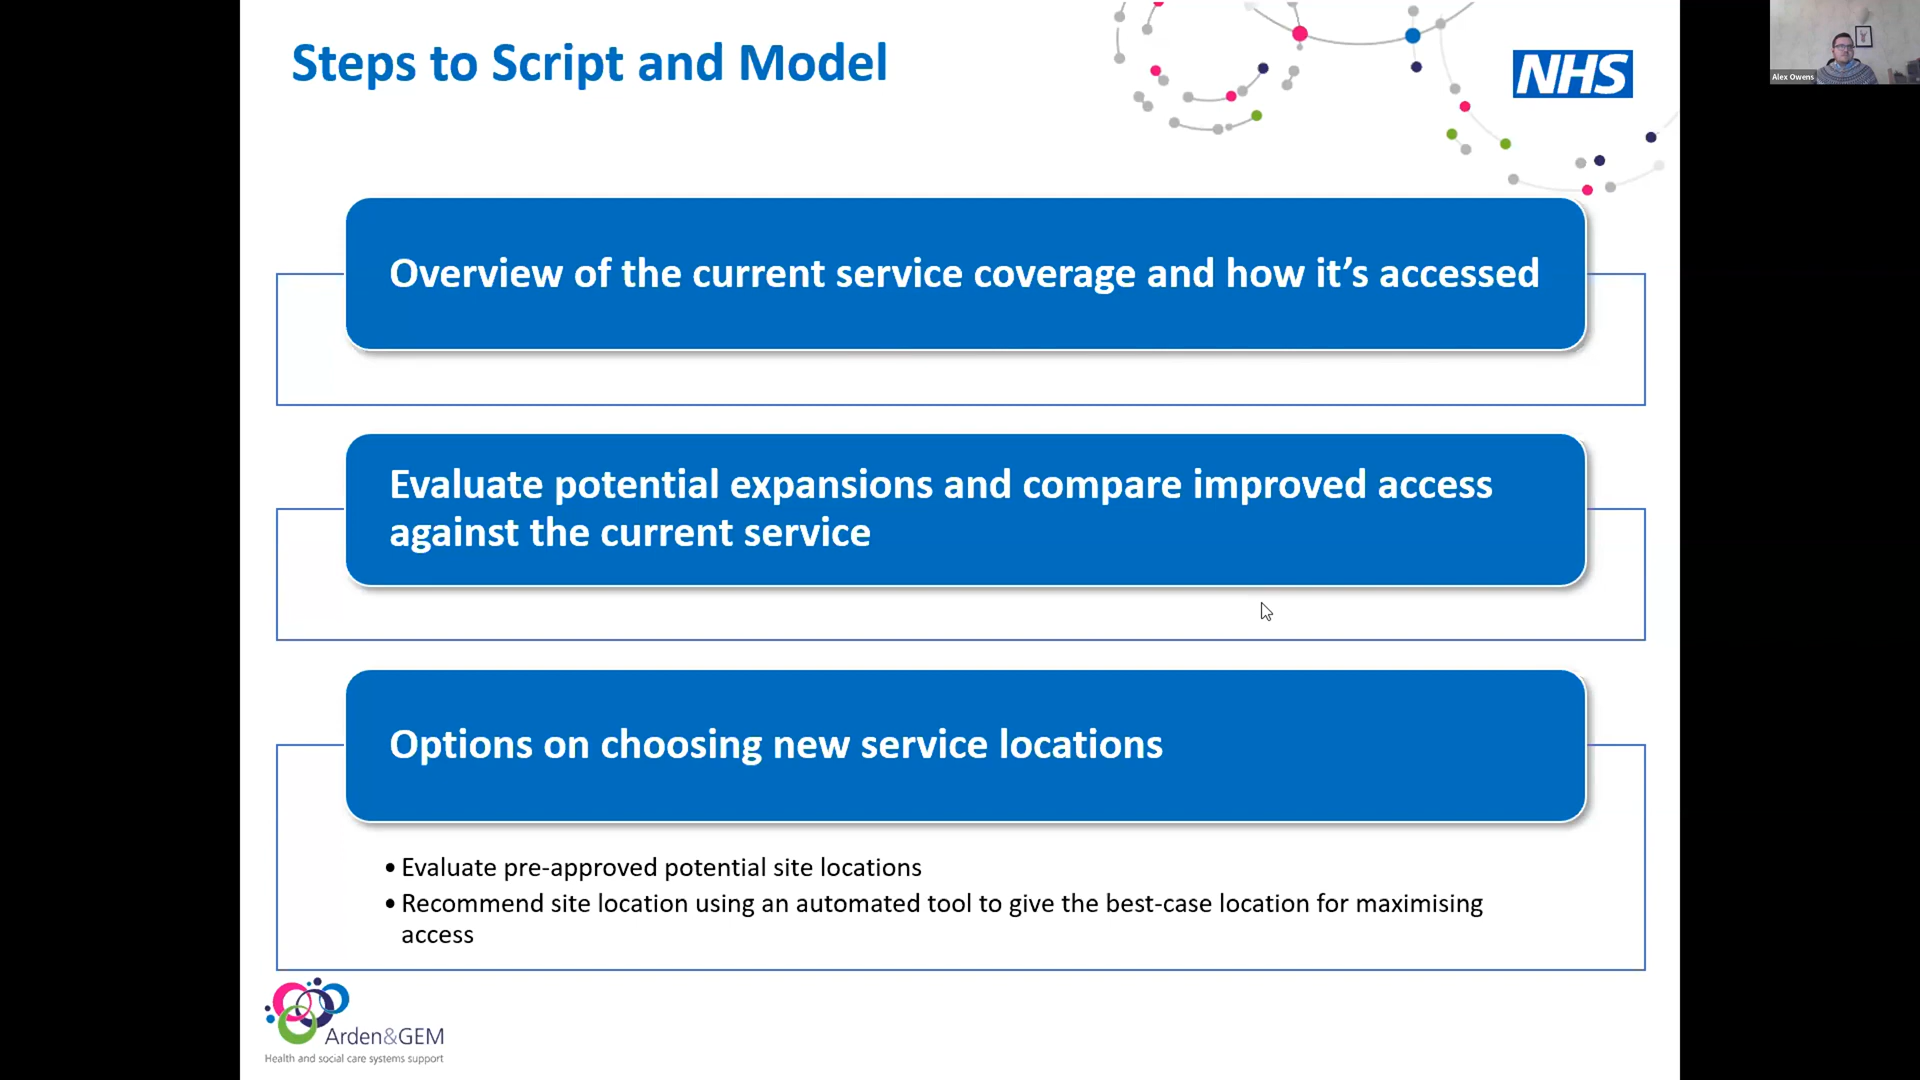 Steps to Script and Model
NHS
Alex Owens
Overview of the current service coverage and how it’s accessed
Evaluate potential expansions and compare improved access
against the current service
Options on choosing new service locations
• Evaluate pre-approved potential site locations
• Recommend site location using an automated tool to give the best-case location for maximising
access
Arden&GEM
Health and social care systems support